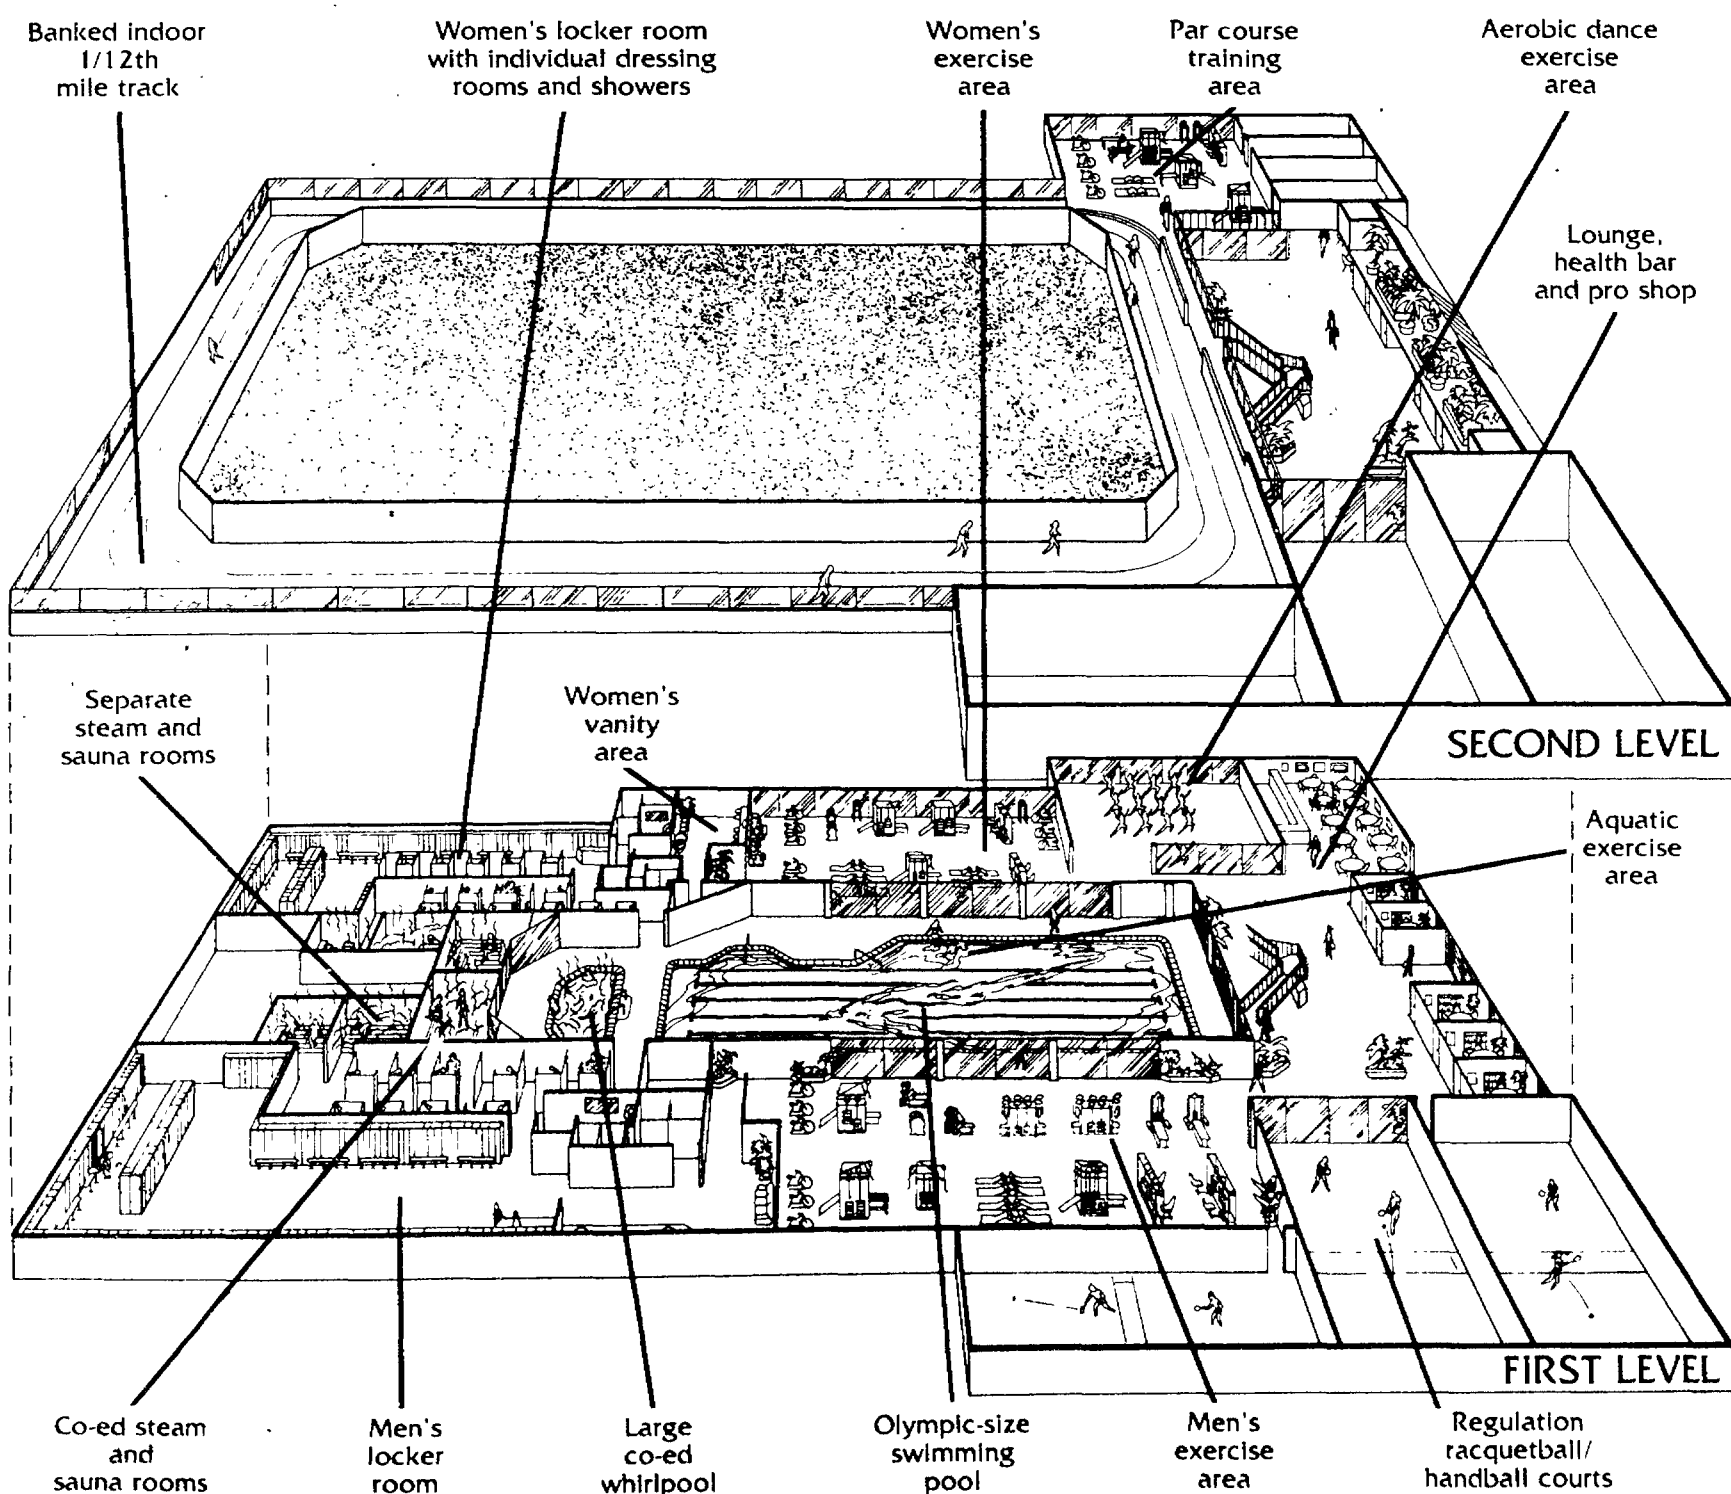 Banked indoor
1/12th
mile track
Women's locker room
with individual dressing
rooms and showers
Women's
exercise
area
Par course
training
area
Aerobic dance
exercise
area
Lounge,
health bar
and pro shop
SECOND LEVEL
Separate
steam and
sauna rooms
Women's
vanity
area
Aquatic
exercise
area
FIRST LEVEL
Co-ed steam
and
sauna rooms
Men's
locker
room
Large
co-ed
whirlpool
Olympic-size
swimming
pool
Men's
exercise
area
Regulation
racquetball/
handball courts